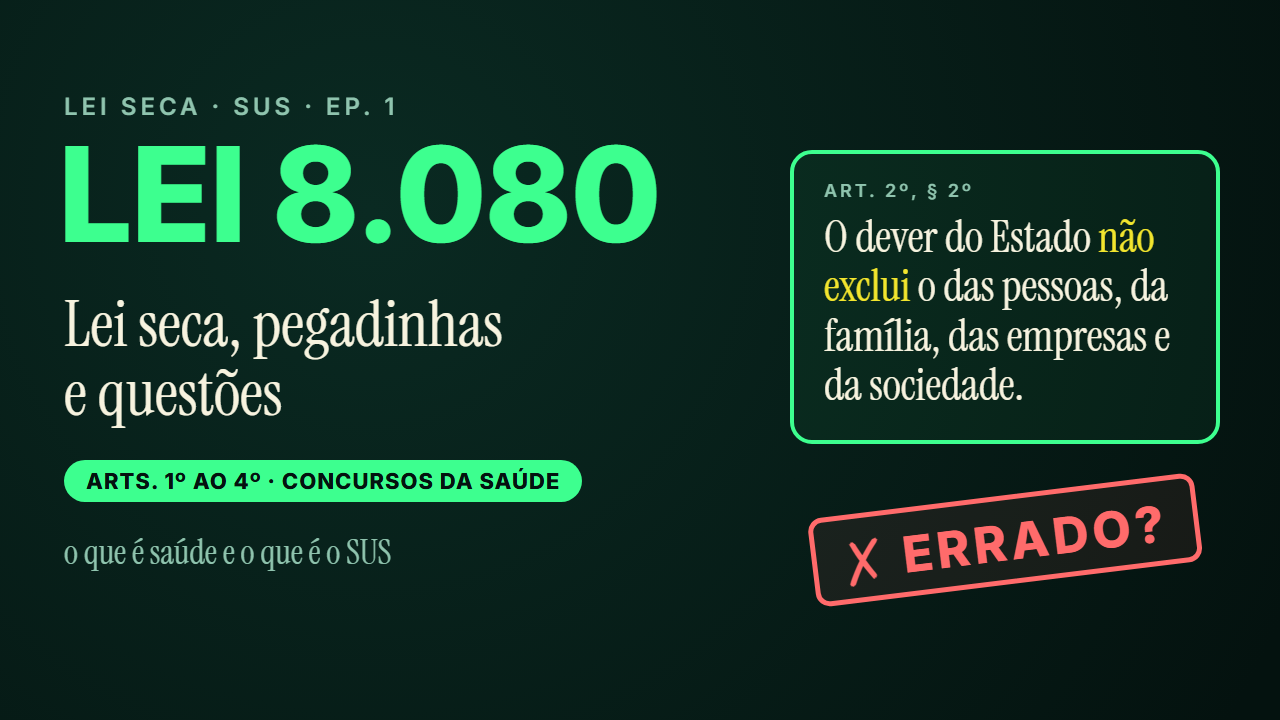 LEI SECA · SUS · EP. 1
LEI 8.080
Lei seca, pegadinhas
e questões
ARTS. 1º AO 4º · CONCURSOS DA SAÚDE
o que é saúde e o que é o SUS
ART. 2º, § 2º
O dever do Estado não
exclui o das pessoas, da
família, das empresas e
da sociedade.
✗ ERRADO?